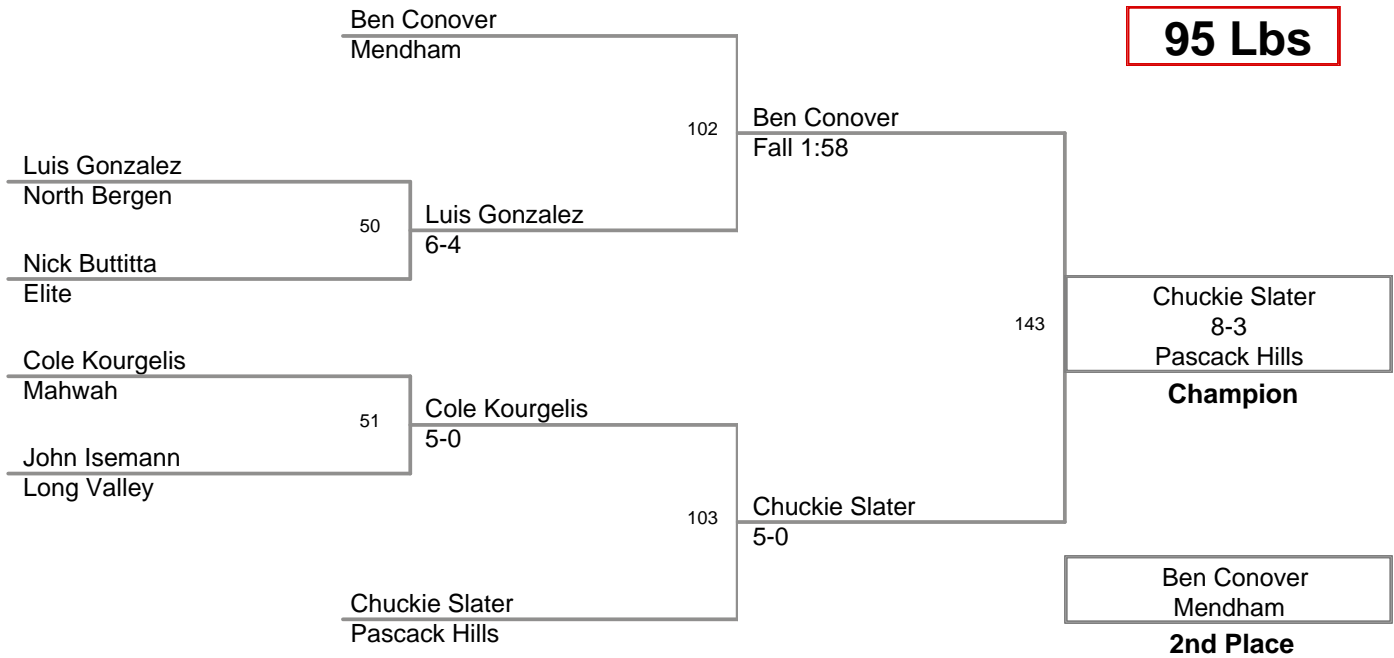 Ben Conover
Mendham
95 Lbs
102
Ben Conover
Fall 1:58
Luis Gonzalez
North Bergen
50
Luis Gonzalez
6-4
Nick Buttitta
Elite
143
Chuckie Slater
8-3
Pascack Hills
Champion
Cole Kourgelis
Mahwah
51
Cole Kourgelis
5-0
John Isemann
Long Valley
103
Chuckie Slater
5-0
Chuckie Slater
Pascack Hills
Ben Conover
Mendham
2nd Place